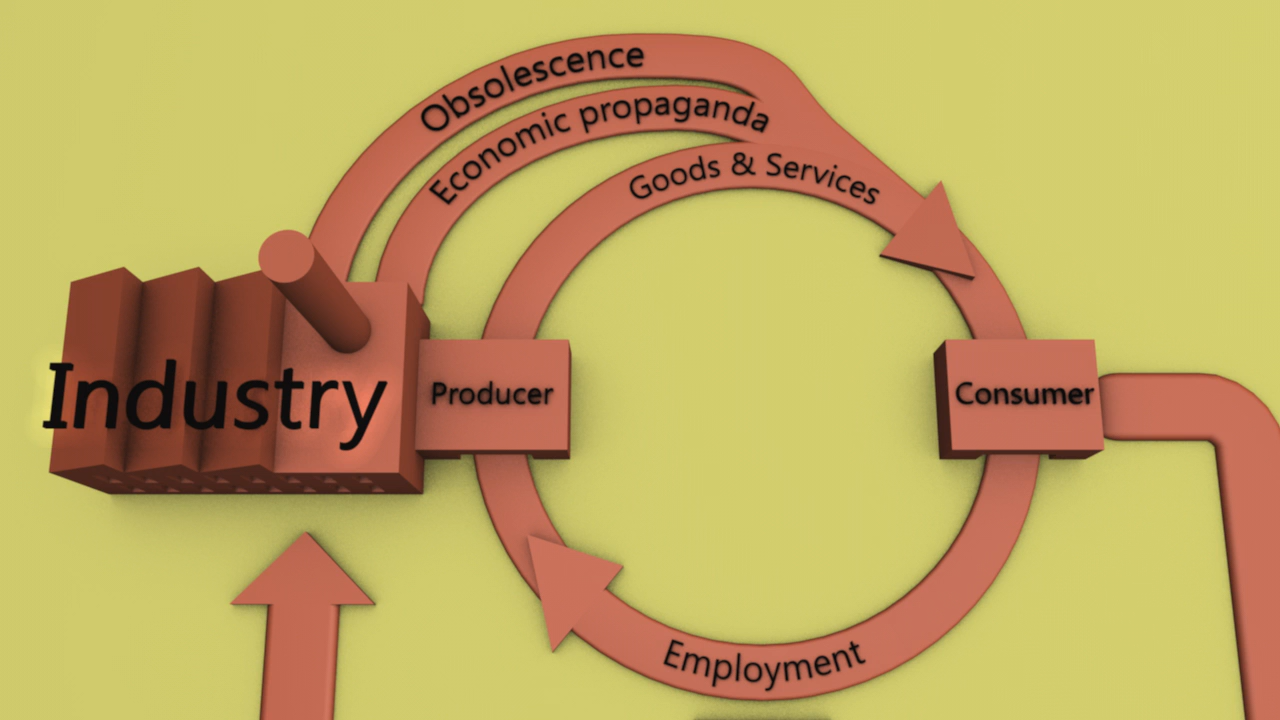 Obsolescence
Economic propaganda
Goods & Services
Industry
Producer
Consumer
Employment